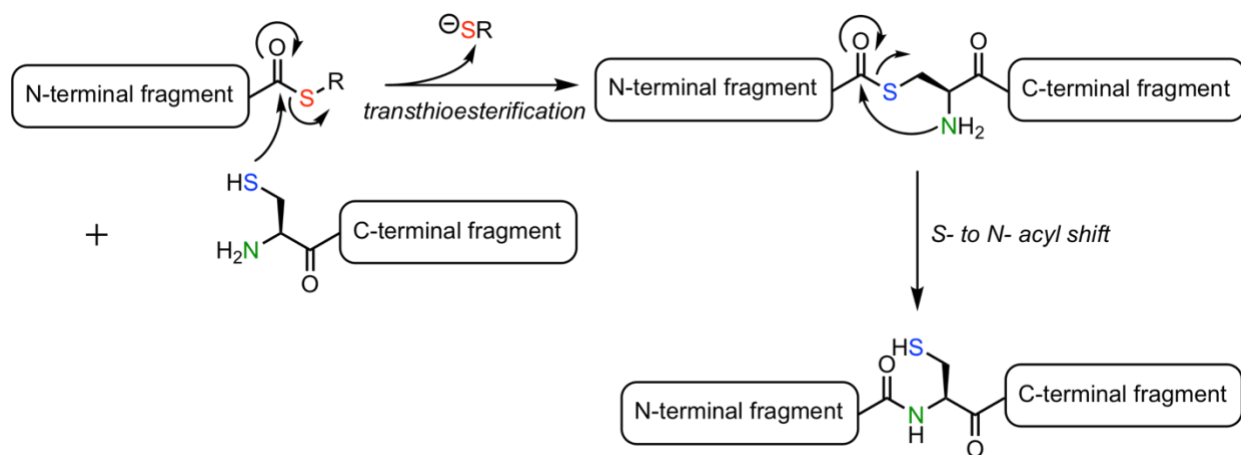 ⊖SR
O
N-terminal fragment
S
R
transthioesterification
HS
+
H₂N
O
C-terminal fragment
N-terminal fragment
O
S
O
NH₂
C-terminal fragment
S- to N- acyl shift
N-terminal fragment
O
HS
N
H
O
C-terminal fragment